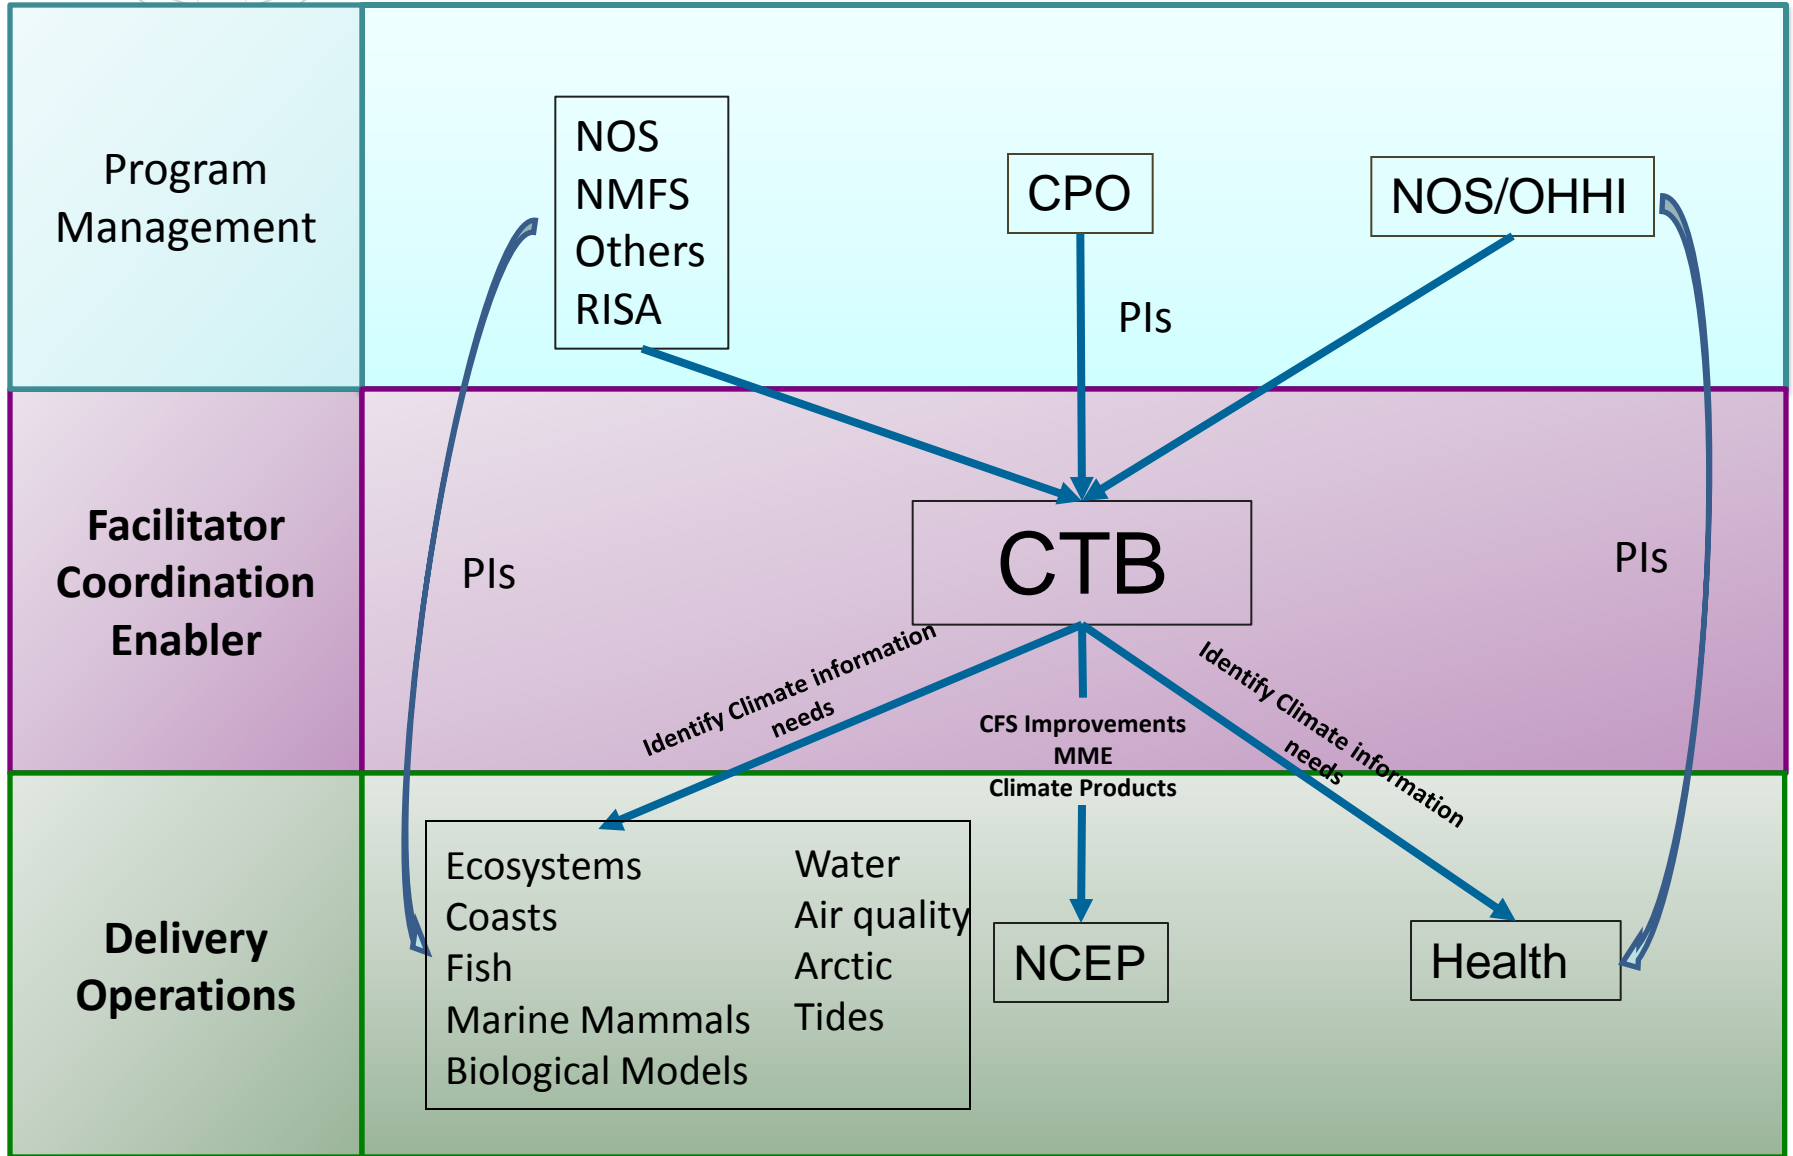 Program
Management
NOS
NMFS
Others
RISA
CPO
NOS/OHHI
PIs
Facilitator
Coordination
Enabler
PIs
CTB
PIs
Identify Climate information
needs
CFS Improvements
MME
Climate Products
Identify Climate information
needs
Delivery
Operations
Ecosystems
Coasts
Fish
Marine Mammals
Biological Models
Water
Air quality
Arctic
Tides
NCEP
Health